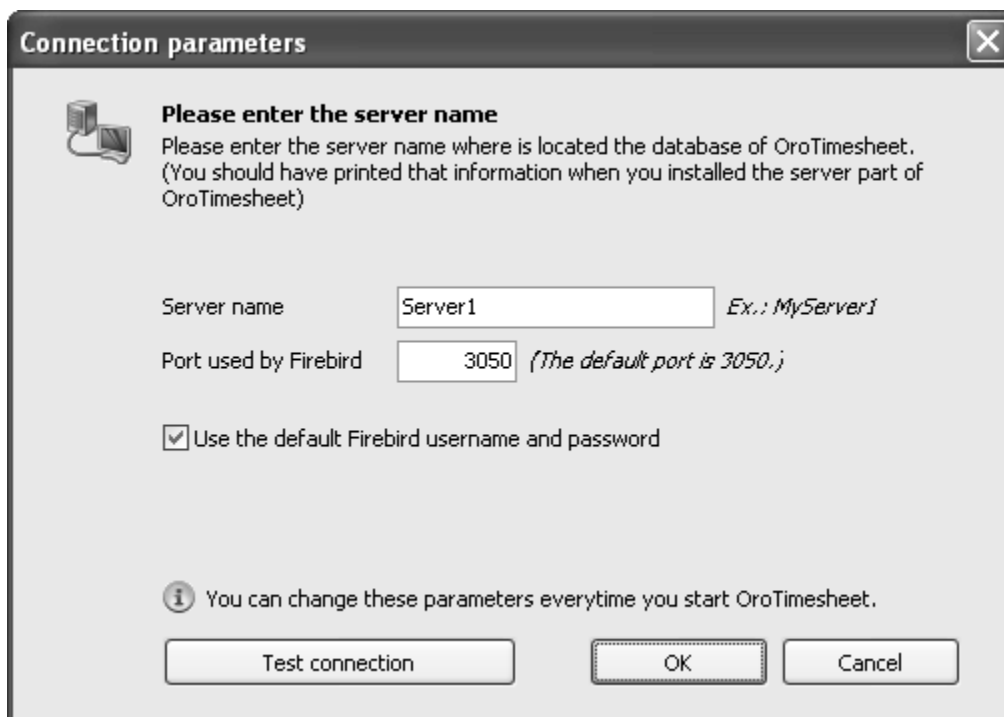 Connection parameters
Please enter the server name
Please enter the server name where is located the database of OroTimesheet.
(You should have printed that information when you installed the server part of
OroTimesheet)
Server name Server1 Ex.: MyServer1
Port used by Firebird 3050 (The default port is 3050.)
Use the default Firebird username and password
You can change these parameters everytime you start OroTimesheet.
Test connection OK Cancel